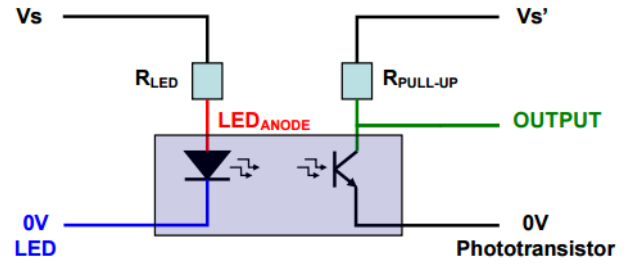 Vs
Vs’
RLED
RPULL-UP
LEDANODE
OUTPUT
0V
LED
0V
Phototransistor